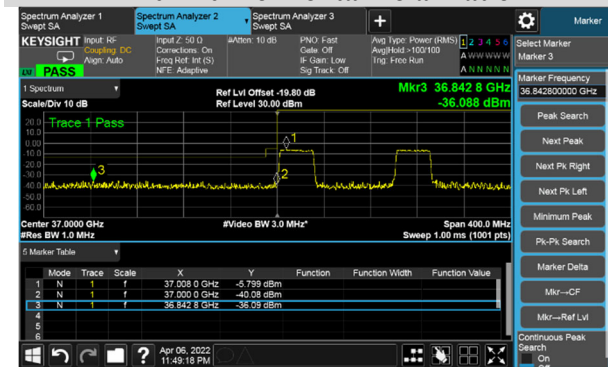 Spectrum Analyzer 1
Swept SA
Spectrum Analyzer 2
Swept SA
Spectrum Analyzer 3
Swept SA
Marker
KEYSIGHT
Input: RF
Coupling: DC
Align: Auto
Input Z: 50 Ω
Corrections: On
Freq Ref: Int (S)
NFE: Adaptive
#Atten: 10 dB
PNO: Fast
Gate: Off
IF Gain: Low
Sig Track: Off
Avg Type: Power (RMS)
Avg|Hold >100/100
Trig: Free Run
1 2 3 4 5 6
A W W W W W
A N N N N N
LXI PASS
Select Marker
Marker 3
Marker Frequency
36.842800000 GHz
Peak Search
Next Peak
Next Pk Right
Next Pk Left
Minimum Peak
Pk-Pk Search
Marker Delta
Mkr→CF
Mkr→Ref Lvl
Continuous Peak
Search
On
Off
1 Spectrum
Scale/Div 10 dB
Ref Lvl Offset -19.80 dB
Ref Level 30.00 dBm
Mkr3 36.842 8 GHz
-36.088 dBm
Trace 1 Pass
20.0
10.0
0.00
-10.0
-20.0
-30.0
-40.0
-50.0
-60.0
1
2
3
Center 37.0000 GHz
#Res BW 1.0 MHz
#Video BW 3.0 MHz*
Span 400.0 MHz
Sweep 1.00 ms (1001 pts)
5 Marker Table
Mode Trace Scale X Y Function Function Width Function Value
1 N 1 f 37.008 0 GHz -5.799 dBm
2 N 1 f 37.000 0 GHz -40.08 dBm
3 N 1 f 36.842 8 GHz -36.09 dBm
4
5
6
?
Apr 06, 2022
11:49:18 PM